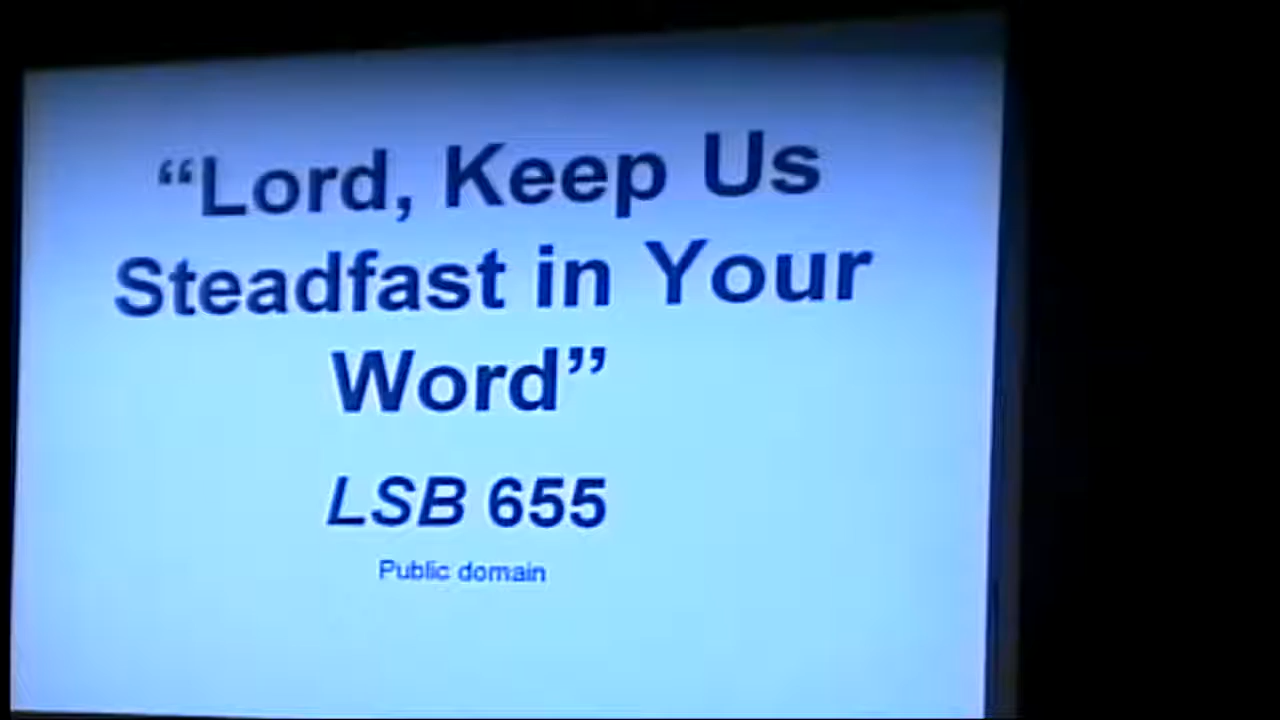 “Lord, Keep Us
Steadfast in Your
Word”
LSB 655
Public domain